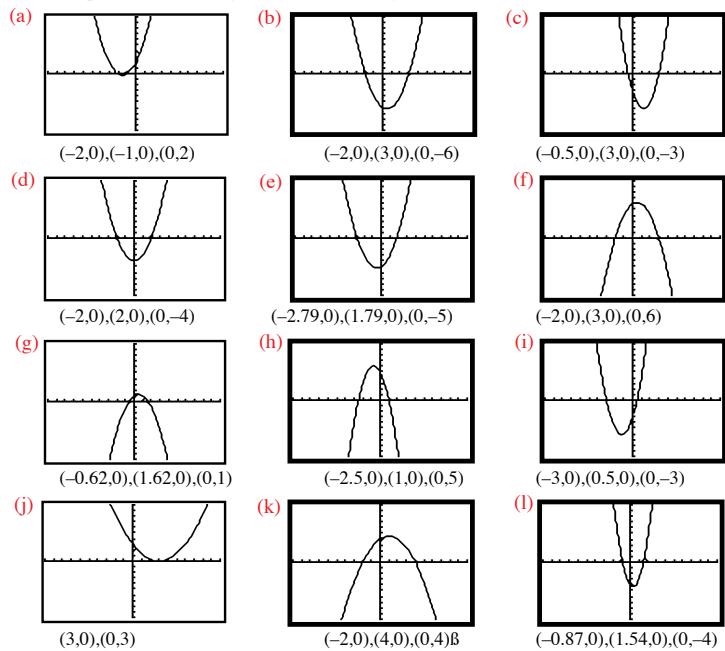 (a)
(b)
(c)
(–2,0),(–1,0),(0,2)
(–2,0),(3,0),(0,–6)
(–0.5,0),(3,0),(0,–3)
(d)
(e)
(f)
(–2,0),(2,0),(0,–4)
(–2.79,0),(1.79,0),(0,–5)
(–2,0),(3,0),(0,6)
(g)
(h)
(i)
(–0.62,0),(1.62,0),(0,1)
(–2.5,0),(1,0),(0,5)
(–3,0),(0.5,0),(0,–3)
(j)
(k)
(l)
(3,0),(0,3)
(–2,0),(4,0),(0,4)ß
(–0.87,0),(1.54,0),(0,–4)